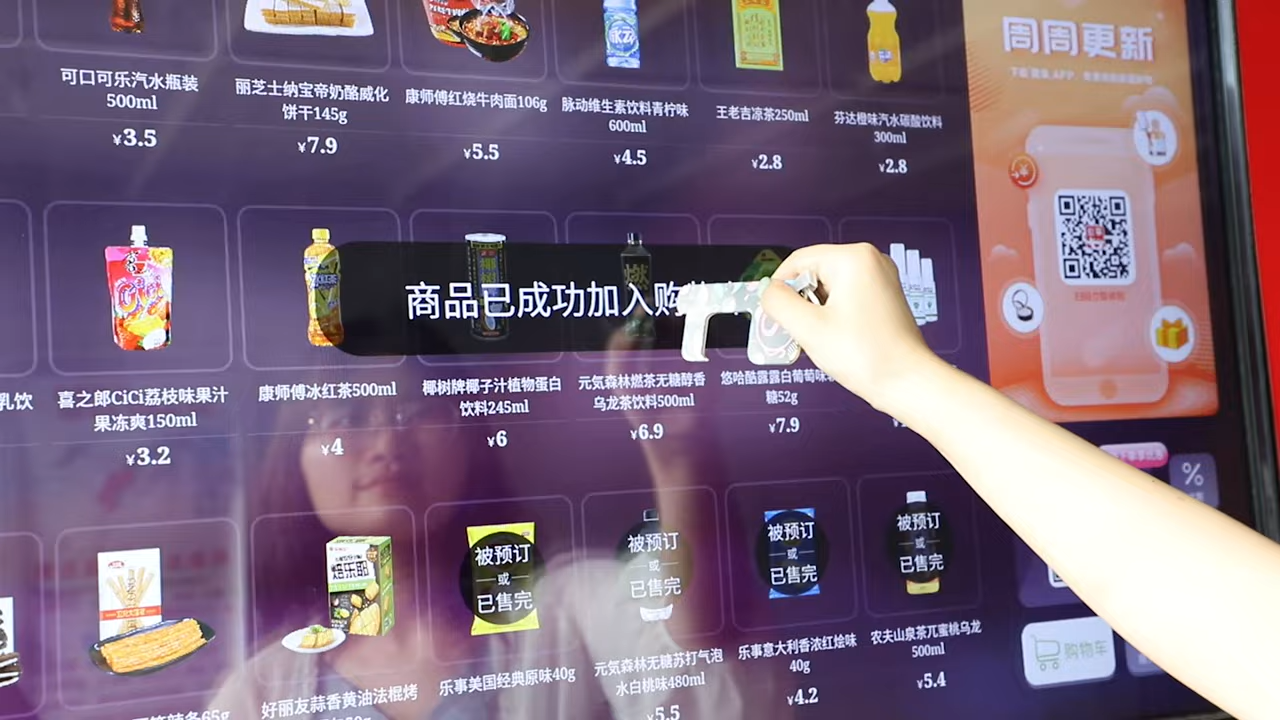 可口可乐汽水瓶装
500ml
¥3.5
丽芝士纳宝帝奶酪威化
饼干145g
¥7.9
康师傅红烧牛肉面106g
¥5.5
脉动维生素饮料青柠味
600ml
¥4.5
王老吉凉茶250ml
¥2.8
芬达橙味汽水碳酸饮料
300ml
¥2.8
周周更新
商品已成功加入购
乳饮
喜之郎CiCi荔枝味果汁
果冻爽150ml
¥3.2
康师傅冰红茶500ml
¥4
椰树牌椰子汁植物蛋白
饮料245ml
¥6
元気森林燃茶无糖醇香
乌龙茶饮料500ml
¥6.9
悠哈酷露露白葡萄味
糖52g
¥7.9
被预订
或
已售完
被预订
或
已售完
被预订
或
已售完
被预订
或
已售完
辣条65g
好丽友蒜香黄油法棍烤
乐事美国经典原味40g
元気森林无糖苏打气泡
水白桃味480ml
¥5.5
乐事意大利香浓红烩味
40g
¥4.2
农夫山泉茶兀蜜桃乌龙
500ml
¥5.4
%
购物车